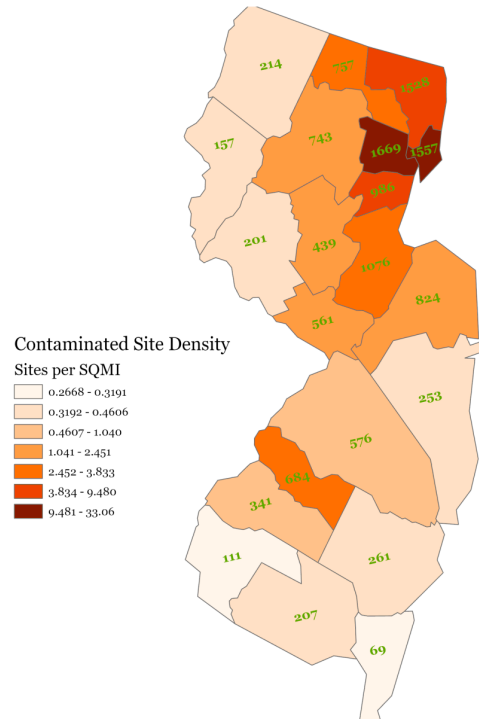 214
757
1528
157
743
1669
1557
986
201
439
1076
824
561
Contaminated Site Density
Sites per SQMI
0.2668 - 0.3191
0.3192 - 0.4606
0.4607 - 1.040
1.041 - 2.451
2.452 - 3.833
3.834 - 9.480
9.481 - 33.06
253
576
684
341
111
261
207
69